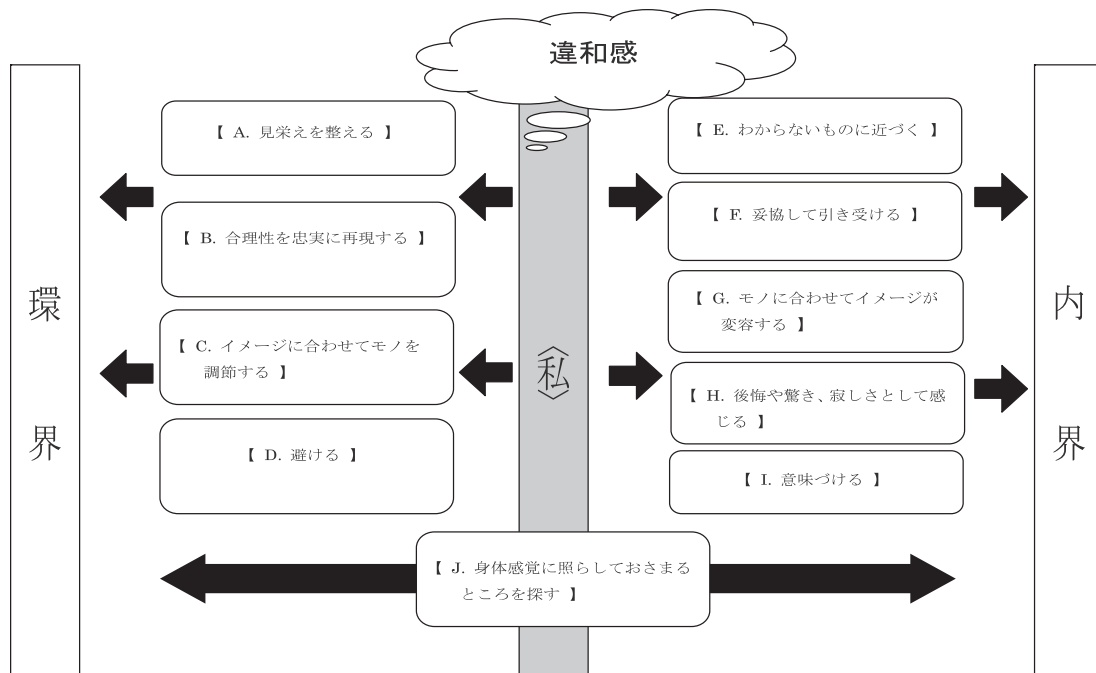 違和感
環界
【 A. 見栄えを整える 】
【 B. 合理性を忠実に再現する 】
【 C. イメージに合わせてモノを
調節する 】
【 D. 避ける 】
〈私〉
【 E. わからないものに近づく 】
【 F. 妥協して引き受ける 】
【 G. モノに合わせてイメージが
変容する 】
【 H. 後悔や驚き、寂しさとして感
じる 】
【 I. 意味づける 】
内界
【 J. 身体感覚に照らしておさまる
ところを探す 】